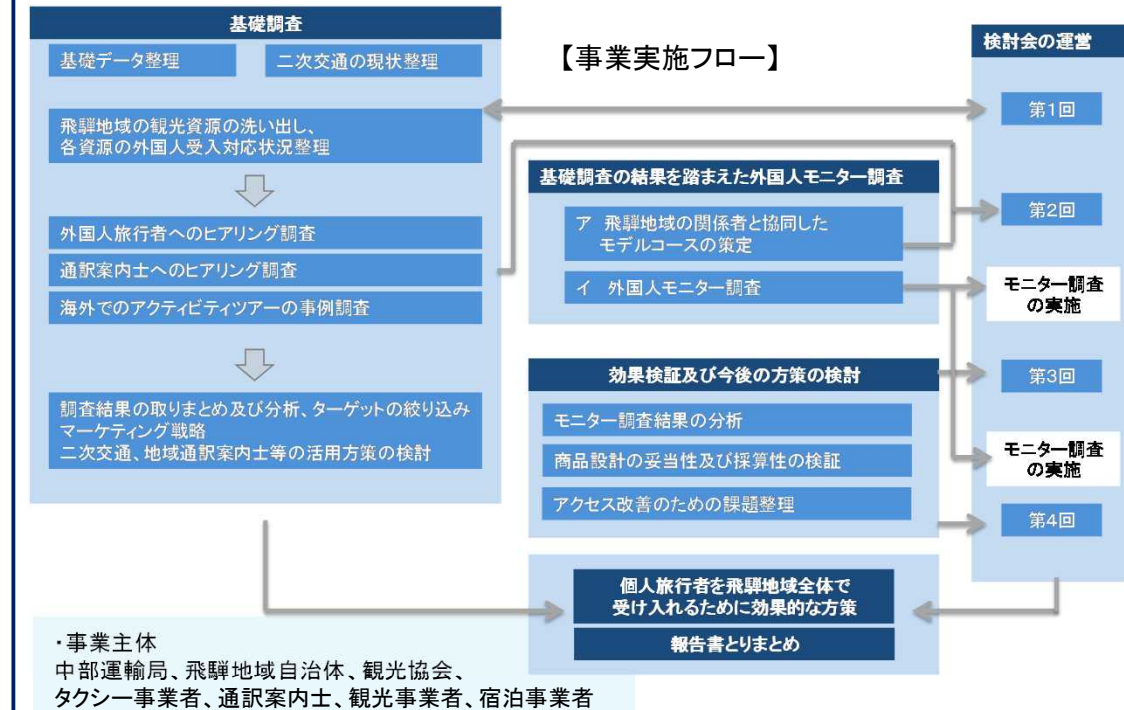 基礎調査
基礎データ整理
二次交通の現状整理
飛騨地域の観光資源の洗い出し、
各資源の外国人受入対応状況整理
外国人旅行者へのヒアリング調査
通訳案内士へのヒアリング調査
海外でのアクティビティツアーの事例調査
調査結果の取りまとめ及び分析、ターゲットの絞り込み
マーケティング戦略
二次交通、地域通訳案内士等の活用方策の検討
【事業実施フロー】
基礎調査の結果を踏まえた外国人モニター調査
ア 飛騨地域の関係者と協同した
モデルコースの策定
イ 外国人モニター調査
効果検証及び今後の方策の検討
モニター調査結果の分析
商品設計の妥当性及び採算性の検証
アクセス改善のための課題整理
個人旅行者を飛騨地域全体で
受け入れるために効果的な方策
報告書とりまとめ
検討会の運営
第1回
第2回
モニター調査
の実施
第3回
モニター調査
の実施
第4回
・事業主体
中部運輸局、飛騨地域自治体、観光協会、
タクシー事業者、通訳案内士、観光事業者、宿泊事業者